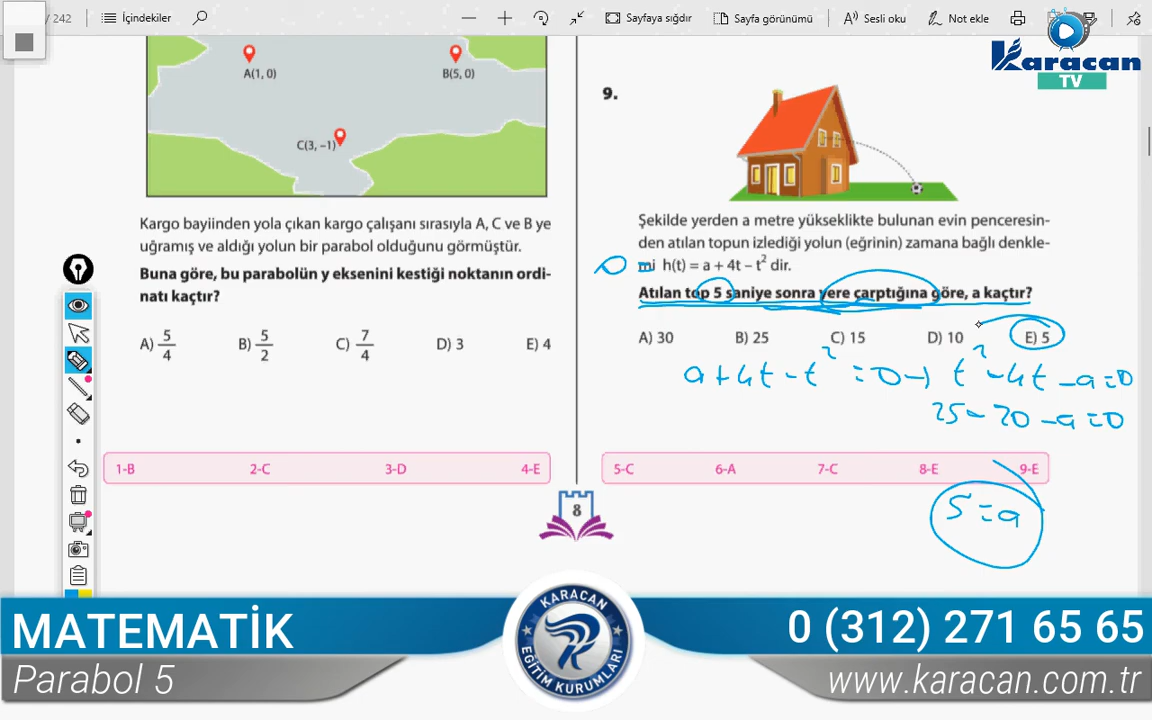 / 242
İçindekiler
Sayfaya sığdır
Sayfa görünümü
A)) Sesli oku
Not ekle
Karacan
TV
A(1, 0)
B(5, 0)
C(3, –1)
Kargo bayiinden yola çıkan kargo çalışanı sırasıyla A, C ve B ye
uğramış ve aldığı yolun bir parabol olduğunu görmüştür.
Buna göre, bu parabolün y eksenini kestiği noktanın ordi-
natı kaçtır?
A) 5/4 B) 5/2 C) 7/4 D) 3 E) 4
1-B 2-C 3-D 4-E
9.
Şekilde yerden a metre yükseklikte bulunan evin penceresin-
den atılan topun izlediği yolun (eğrinin) zamana bağlı denkle-
0 = mi h(t) = a + 4t – t² dir.
Atılan top 5 saniye sonra yere çarptığına göre, a kaçtır?
A) 30 B) 25 C) 15 D) 10 E) 5
a + 4t - t² = 0 → t² - 4t - a = 0
25 - 20 - a = 0
5-C 6-A 7-C 8-E 9-E
5 = a
8
MATEMATİK
Parabol 5
KARACAN
EĞİTİM KURUMLARI
0 (312) 271 65 65
www.karacan.com.tr